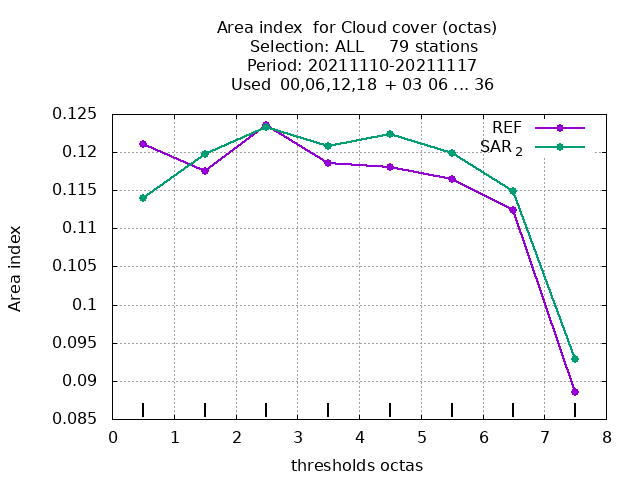 Area index  for Cloud cover (octas)
Selection: ALL     79 stations
Period: 20211110-20211117
Used  00,06,12,18  + 03 06 ... 36
0.125
0.12
0.115
0.11
0.105
0.1
0.095
0.09
0.085
Area index
REF
SAR 2
0 1 2 3 4 5 6 7 8
thresholds octas